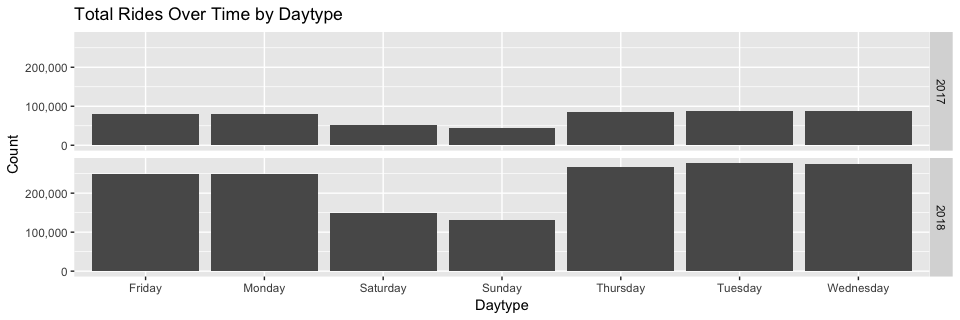 Total Rides Over Time by Daytype
Count
200,000
100,000
0
2017
200,000
100,000
0
2018
Friday Monday Saturday Sunday Thursday Tuesday Wednesday
Daytype